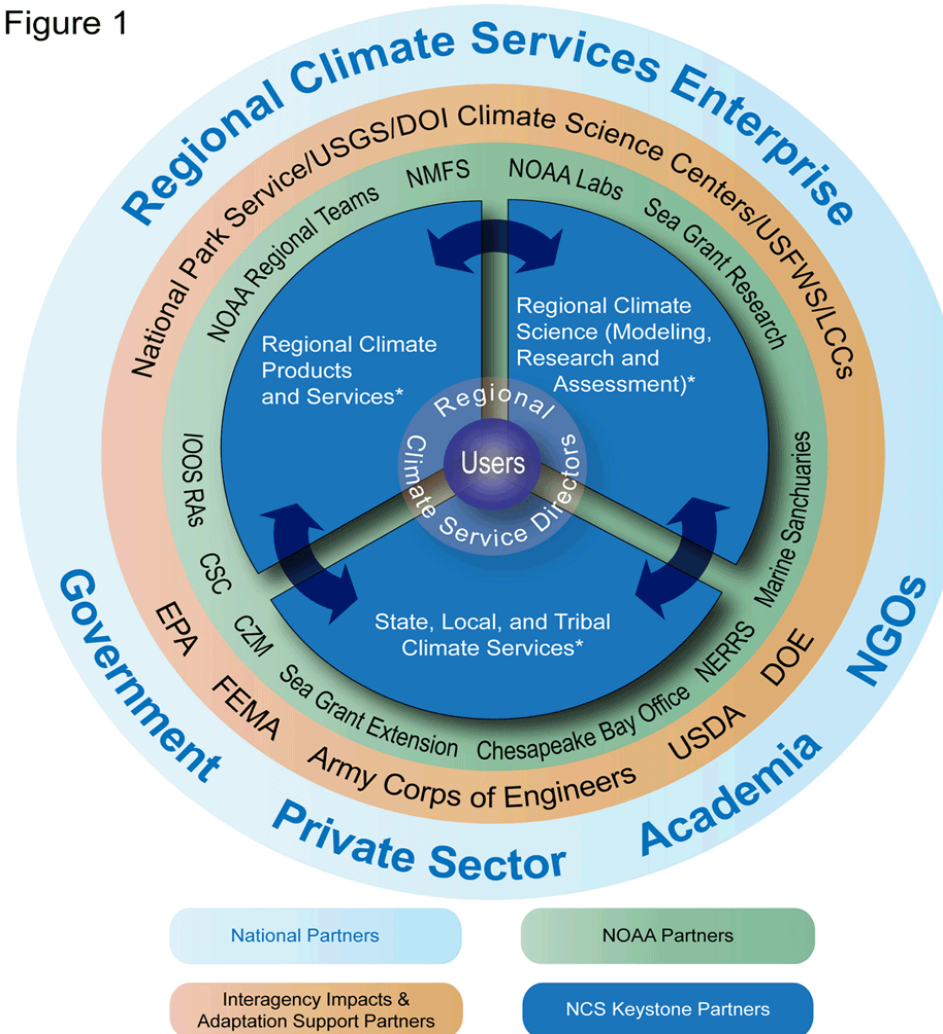 Figure 1
Regional Climate Services Enterprise
National Park Service/USGS/DOI Climate Science Centers/USFWS/LCCs
NOAA Regional Teams
NMFS
NOAA Labs
Sea Grant Research
Regional Climate
Products
and Services*
Regional Climate
Science (Modeling,
Research and
Assessment)*
Regional
Climate Service Directors
Users
State, Local, and Tribal
Climate Services*
IOOS RAs
CSC
CZM
Sea Grant Extension
Chesapeake Bay Office
NERRS
Marine Sanchuaries
EPA
FEMA
Army Corps of Engineers
USDA
DOE
Government
Private Sector
Academia
NGOs
National Partners
NOAA Partners
Interagency Impacts &
Adaptation Support Partners
NCS Keystone Partners